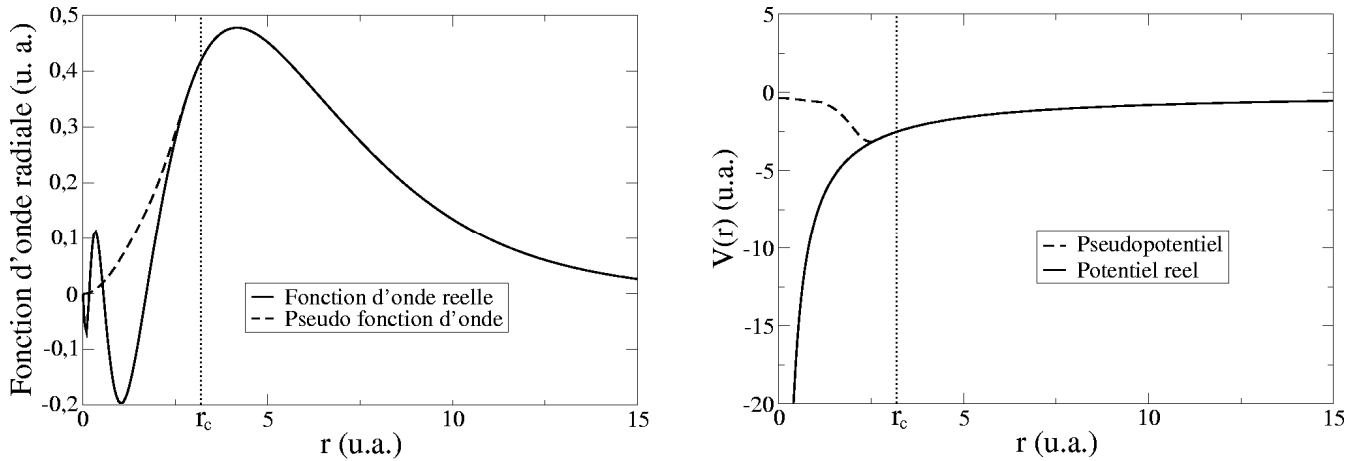 Fonction d'onde radiale (u. a.)
0,5
0,4
0,3
0,2
0,1
0
-0,1
-0,2
Fonction d'onde reelle
Pseudo fonction d'onde
0
r_c
5
10
15
r (u.a.)
V(r) (u.a.)
5
0
-5
-10
-15
-20
Pseudopotentiel
Potentiel reel
0
r_c
5
10
15
r (u.a.)